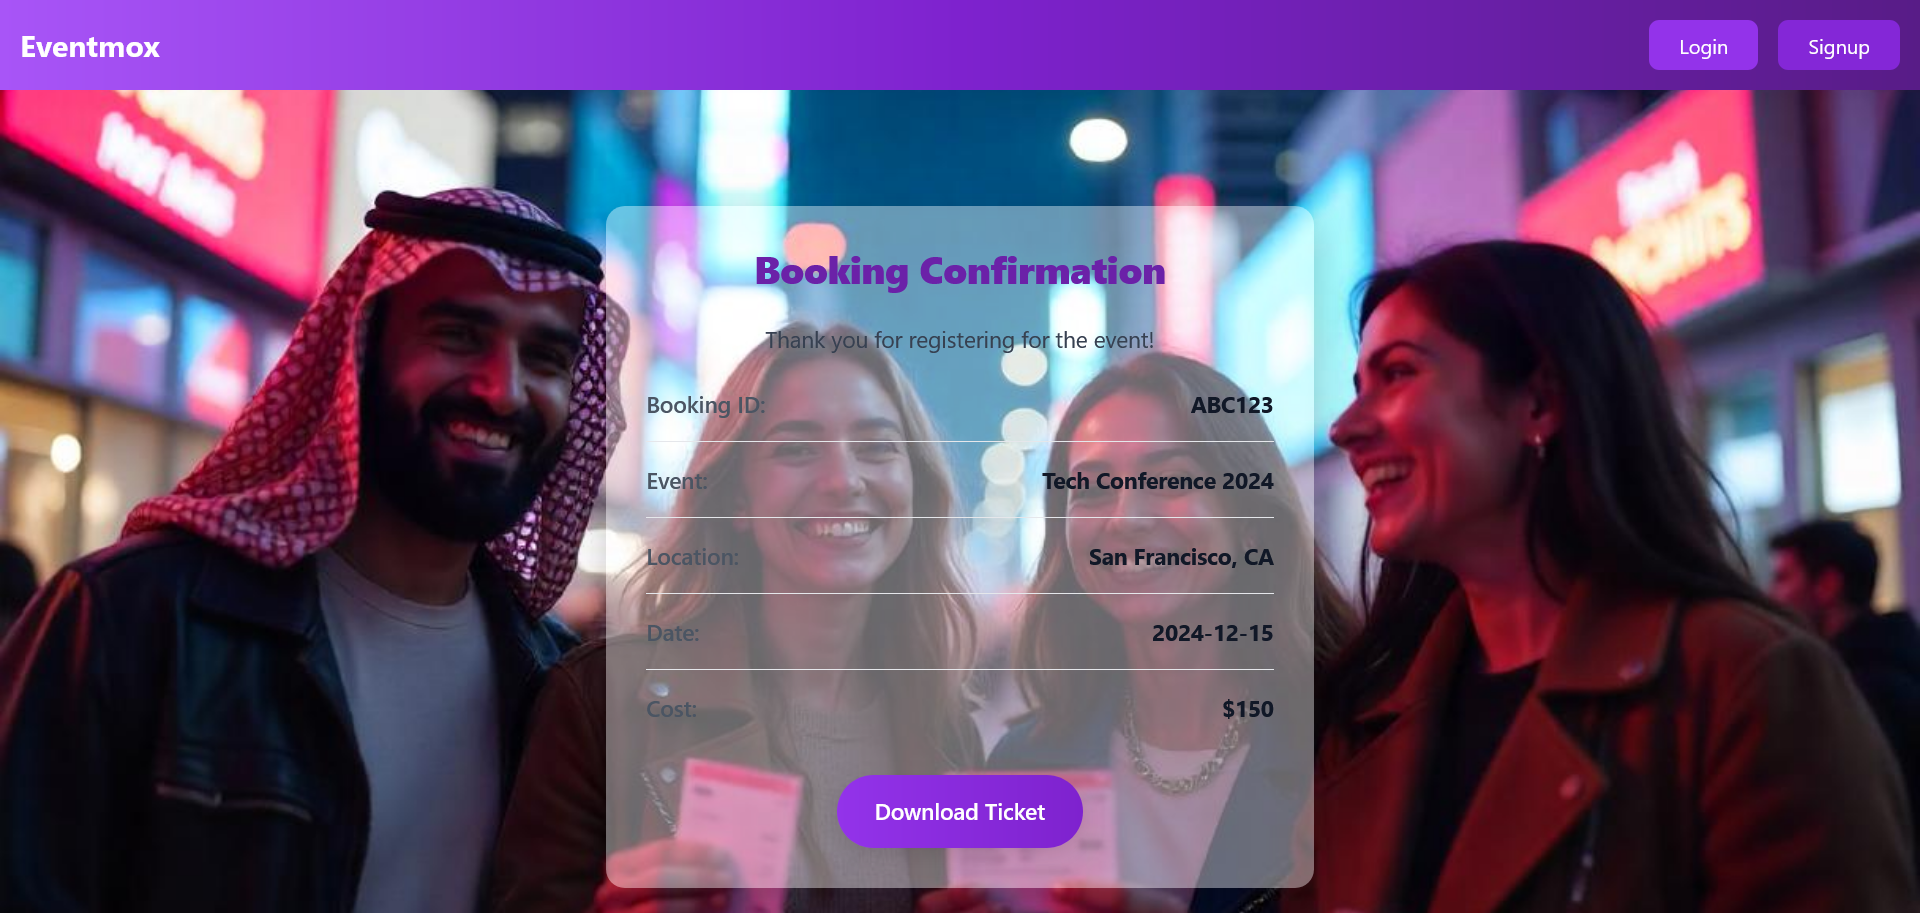 Eventmox
Login
Signup
Booking Confirmation
Thank you for registering for the event!
Booking ID: ABC123
Event: Tech Conference 2024
Location: San Francisco, CA
Date: 2024-12-15
Cost: $150
Download Ticket